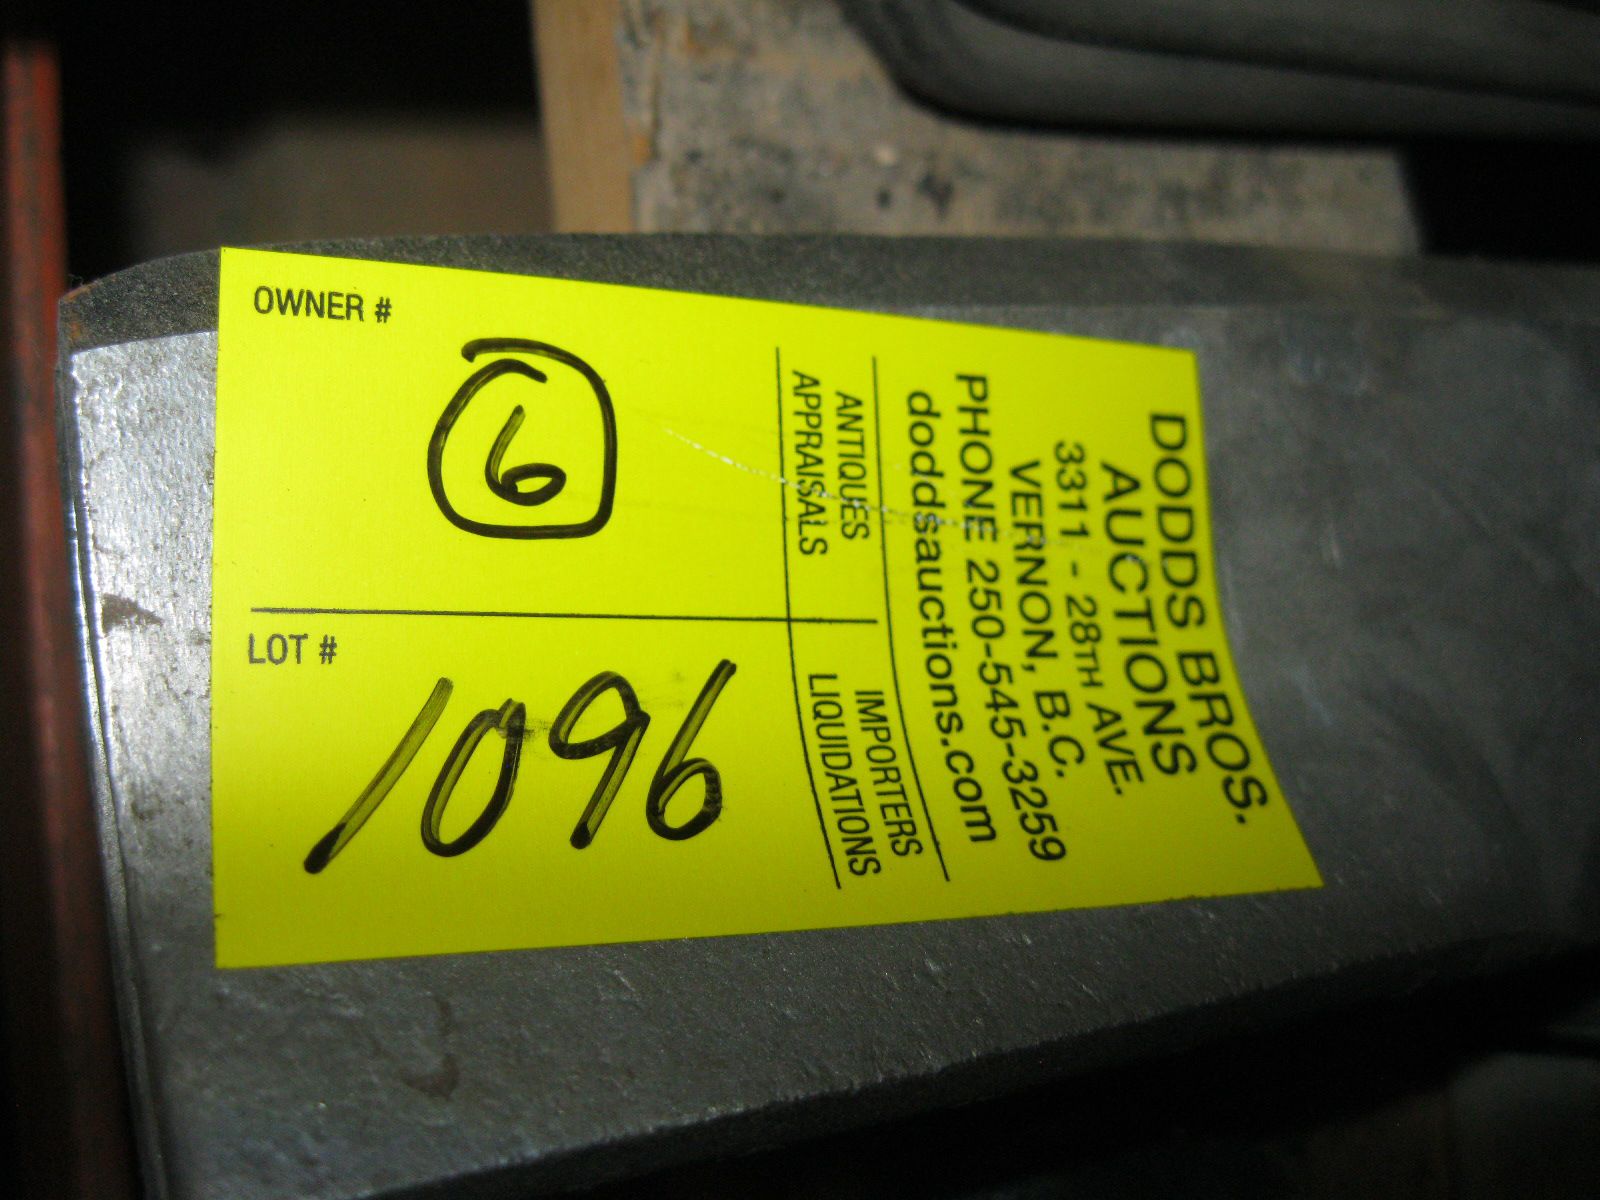 DODDS BROS.
AUCTIONS
3311 - 28TH AVE.
VERNON, B.C.
PHONE 250-545-3259
doddsauctions.com
ANTIQUES IMPORTERS
APPRAISALS LIQUIDATIONS
OWNER #
6
LOT #
1096